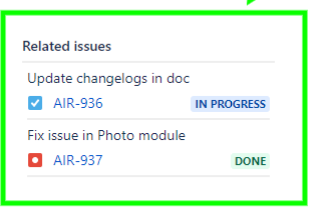 Related issues
Update changelogs in doc
AIR-936 IN PROGRESS
Fix issue in Photo module
AIR-937 DONE